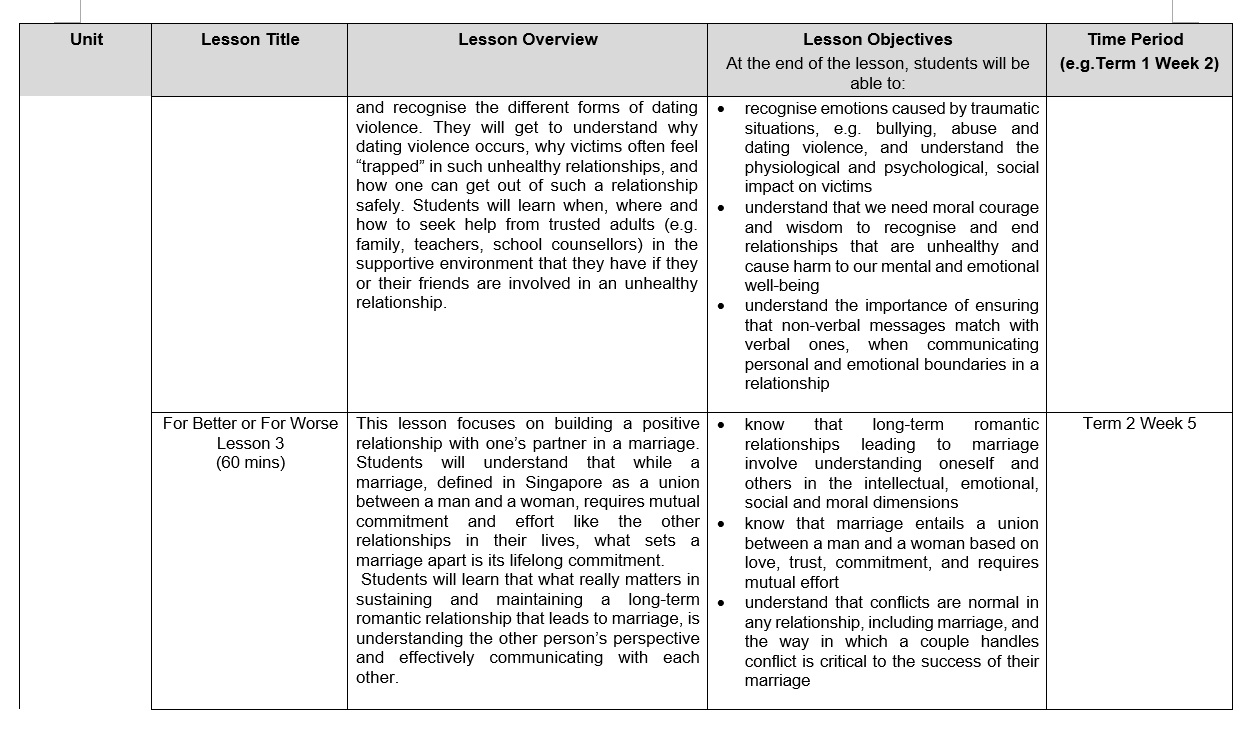 Unit
Lesson Title
Lesson Overview
Lesson Objectives
At the end of the lesson, students will be
able to:
Time Period
(e.g.Term 1 Week 2)
and recognise the different forms of dating
violence. They will get to understand why
dating violence occurs, why victims often feel
“trapped” in such unhealthy relationships, and
how one can get out of such a relationship
safely. Students will learn when, where and
how to seek help from trusted adults (e.g.
family, teachers, school counsellors) in the
supportive environment that they have if they
or their friends are involved in an unhealthy
relationship.
• recognise emotions caused by traumatic
situations, e.g. bullying, abuse and
dating violence, and understand the
physiological and psychological, social
impact on victims
• understand that we need moral courage
and wisdom to recognise and end
relationships that are unhealthy and
cause harm to our mental and emotional
well-being
• understand the importance of ensuring
that non-verbal messages match with
verbal ones, when communicating
personal and emotional boundaries in a
relationship
For Better or For Worse
Lesson 3
(60 mins)
This lesson focuses on building a positive
relationship with one’s partner in a marriage.
Students will understand that while a
marriage, defined in Singapore as a union
between a man and a woman, requires mutual
commitment and effort like the other
relationships in their lives, what sets a
marriage apart is its lifelong commitment.
Students will learn that what really matters in
sustaining and maintaining a long-term
romantic relationship that leads to marriage, is
understanding the other person’s perspective
and effectively communicating with each
other.
• know that long-term romantic
relationships leading to marriage
involve understanding oneself and
others in the intellectual, emotional,
social and moral dimensions
• know that marriage entails a union
between a man and a woman based on
love, trust, commitment, and requires
mutual effort
• understand that conflicts are normal in
any relationship, including marriage, and
the way in which a couple handles
conflict is critical to the success of their
marriage
Term 2 Week 5